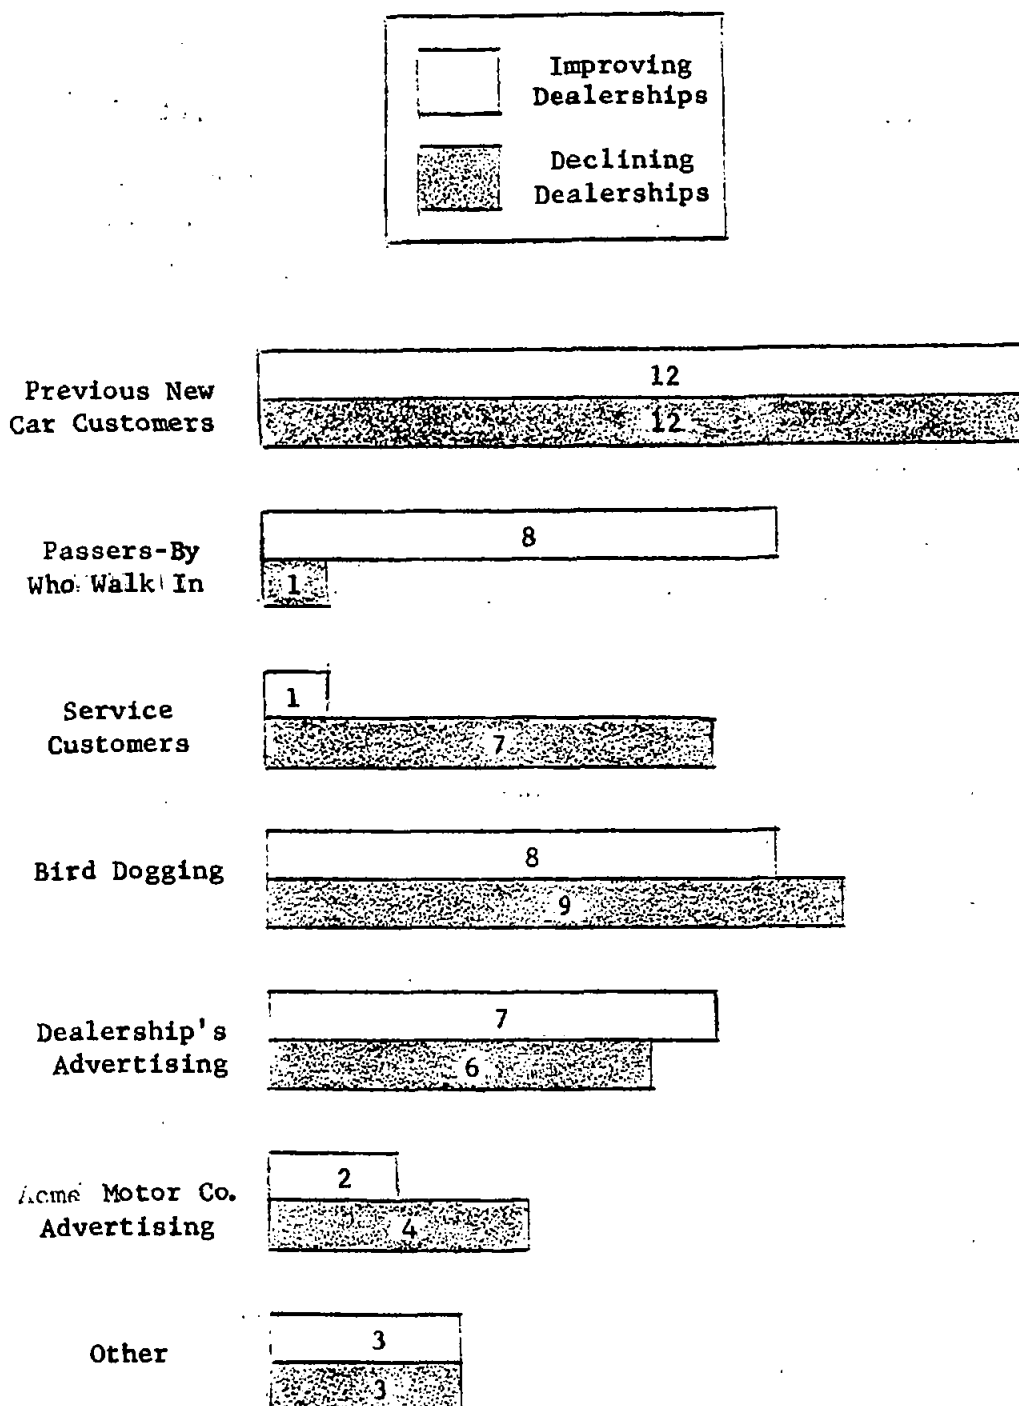 Improving
Dealerships
Declining
Dealerships
Previous New
Car Customers
12
12
Passers-By
Who Walk In
8
1
Service
Customers
1
7
Bird Dogging
8
9
Dealership's
Advertising
7
6
Acme Motor Co.
Advertising
2
4
Other
3
3